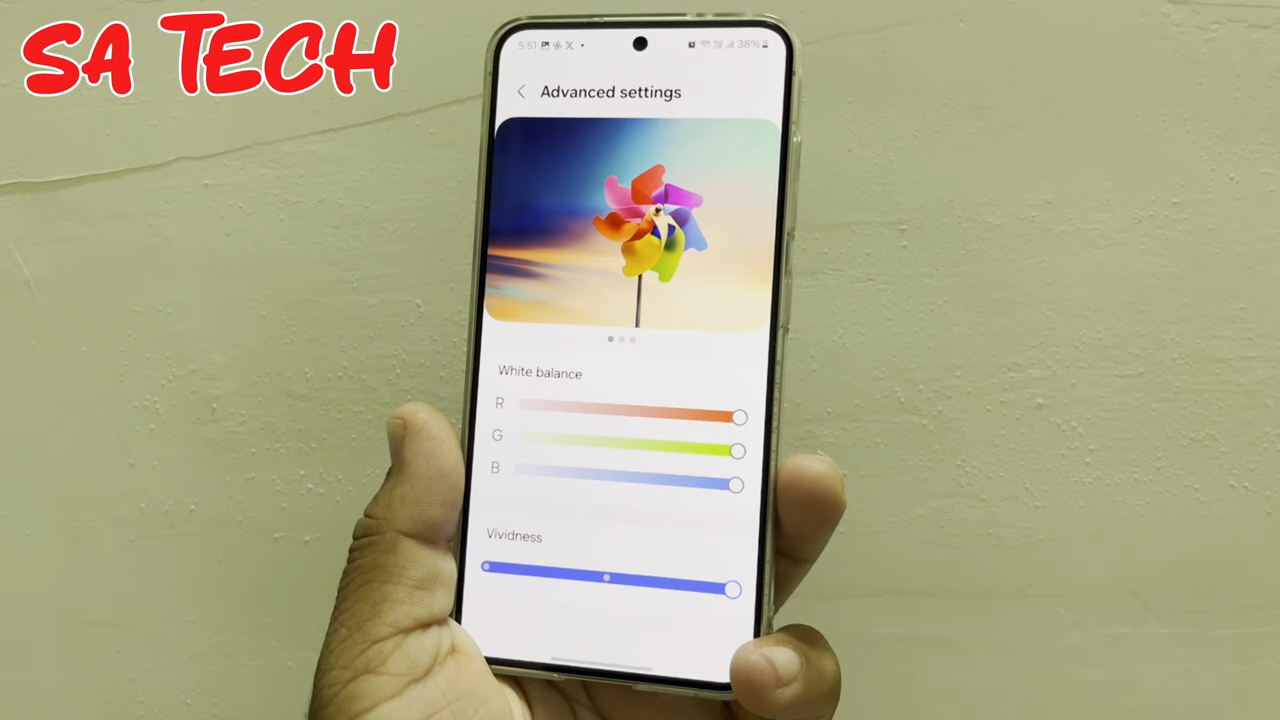 SA TECH
5:51 38%
Advanced settings
White balance
R
G
B
Vividness